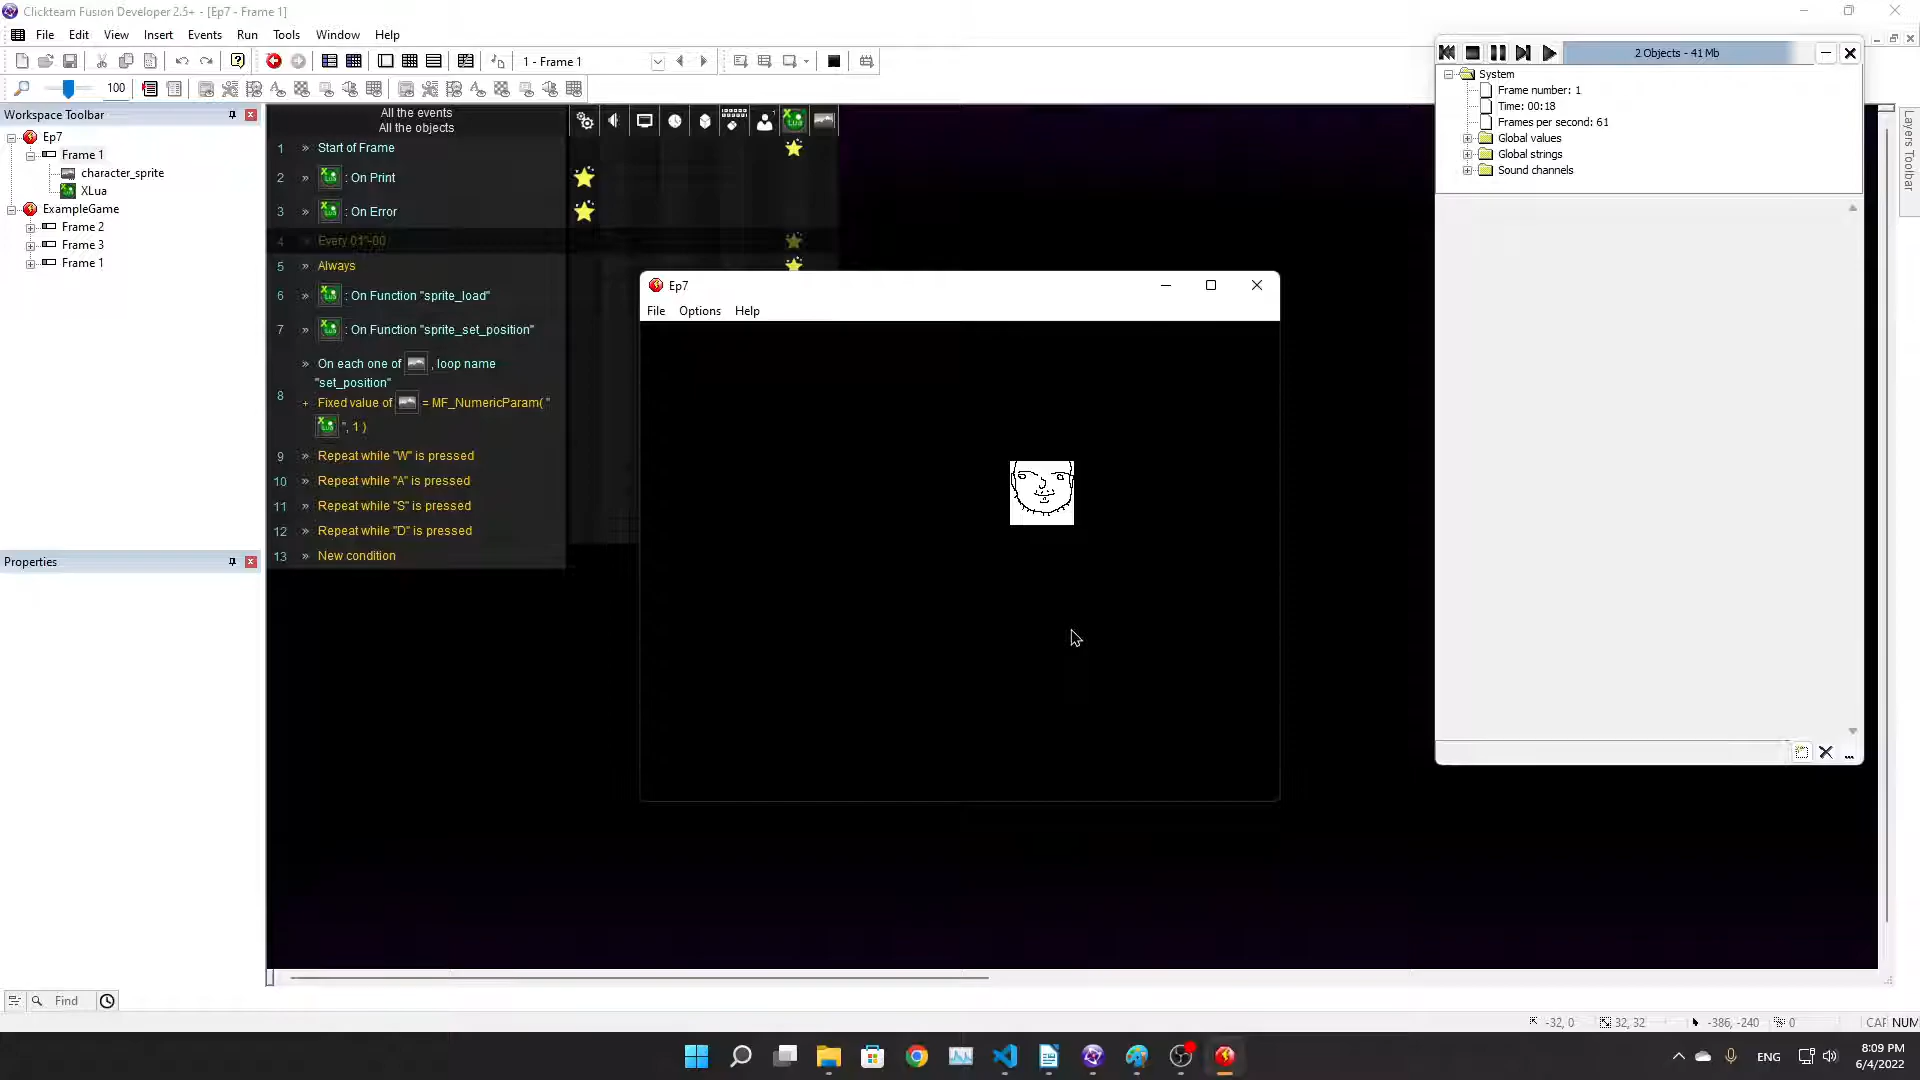 Clickteam Fusion Developer 2.5+ - [Ep7 - Frame 1]
File Edit View Insert Events Run Tools Window Help
1 - Frame 1
100
Workspace Toolbar
Ep7
Frame 1
character_sprite
XLua
ExampleGame
Frame 2
Frame 3
Frame 1
Properties
All the events
All the objects
1 » Start of Frame
2 » : On Print
3 » : On Error
4 » Every 01"-00
5 » Always
6 » : On Function "sprite_load"
7 » : On Function "sprite_set_position"
8 » On each one of , loop name
"set_position"
+ Fixed value of = MF_NumericParam( "
", 1 )
9 » Repeat while "W" is pressed
10 » Repeat while "A" is pressed
11 » Repeat while "S" is pressed
12 » Repeat while "D" is pressed
13 » New condition
Ep7
File Options Help
2 Objects - 41 Mb
System
Frame number: 1
Time: 00:18
Frames per second: 61
Global values
Global strings
Sound channels
Layers Toolbar
Find
-32, 0 32, 32 -386, -240 0 CAF NUM
ENG
8:09 PM
6/4/2022